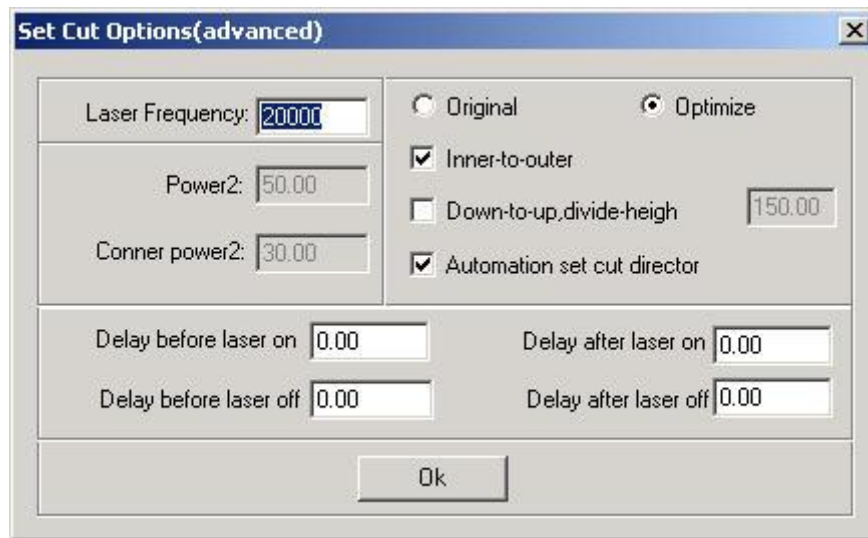 Set Cut Options(advanced)
Laser Frequency: 20000
Original
Optimize
Power2: 50.00
Conner power2: 30.00
Inner-to-outer
Down-to-up,divide-heigh 150.00
Automation set cut director
Delay before laser on 0.00
Delay after laser on 0.00
Delay before laser off 0.00
Delay after laser off 0.00
Ok